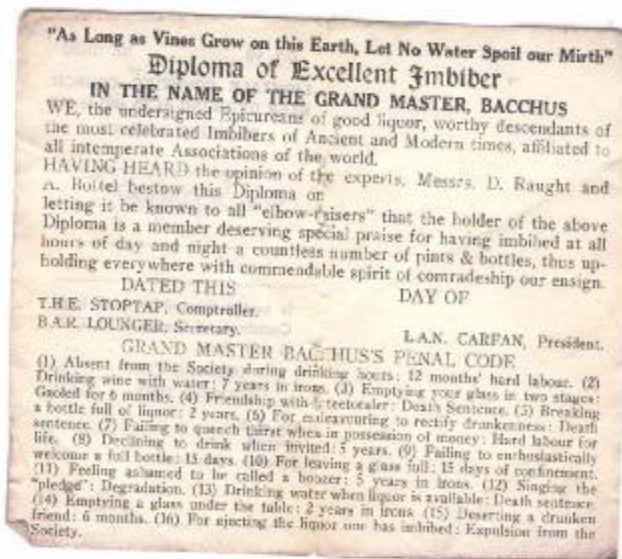 "As Long as Vines Grow on this Earth, Let No Water Spoil our Mirth"
Diploma of Excellent Imbiber
IN THE NAME OF THE GRAND MASTER, BACCHUS
WE, the undersigned Epicureans of good liquor, worthy descendants of
the most celebrated Imbibers of Ancient and Modern times, affiliated to
all intemperate Associations of the world.
HAVING HEARD the opinion of the experts, Messrs. D. Raught and
A. Bottel bestow this Diploma on
letting it be known to all "elbow-raisers" that the holder of the above
Diploma is a member deserving special praise for having imbibed at all
hours of day and night a countless number of pints & bottles, thus up-
holding everywhere with commendable spirit of comradeship our ensign.
DATED THIS DAY OF
T.H.E. STOPTAP, Comptroller.
B.A.R. LOUNGER, Secretary.
L.A.N. CARFAN, President.
GRAND MASTER BACCHUS'S PENAL CODE
(1) Absent from the Society during drinking hours: 12 months' hard labour. (2)
Drinking wine with water: 7 years in irons. (3) Emptying your glass in two stages:
Gaoled for 6 months. (4) Friendship with teetotaler: Death Sentence. (5) Breaking
a bottle full of liquor: 2 years. (6) For endeavouring to rectify drunkenness: Death
sentence. (7) Failing to quench thirst when in possession of money: Hard labour for
life. (8) Declining to drink when invited: 5 years. (9) Failing to enthusiastically
welcome a full bottle: 15 days. (10) For leaving a glass full: 15 days of confinement.
(11) Feeling ashamed to be called a boozer: 5 years in irons. (12) Singing the
"pledge": Degradation. (13) Drinking water when liquor is available: Death sentence.
(14) Emptying a glass under the table: 2 years in irons. (15) Deserting a drunken
friend: 6 months. (16) For ejecting the liquor one has imbibed: Expulsion from the
Society.